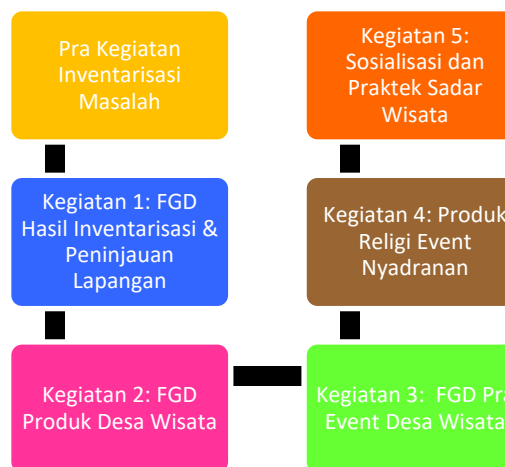 Pra Kegiatan
Inventarisasi
Masalah
Kegiatan 1: FGD
Hasil Inventarisasi &
Peninjauan
Lapangan
Kegiatan 2: FGD
Produk Desa Wisata
Kegiatan 3:  FGD Pra
Event Desa Wisata
Kegiatan 4: Produk
Religi Event
Nyadranan
Kegiatan 5:
Sosialisasi dan
Praktek Sadar
Wisata